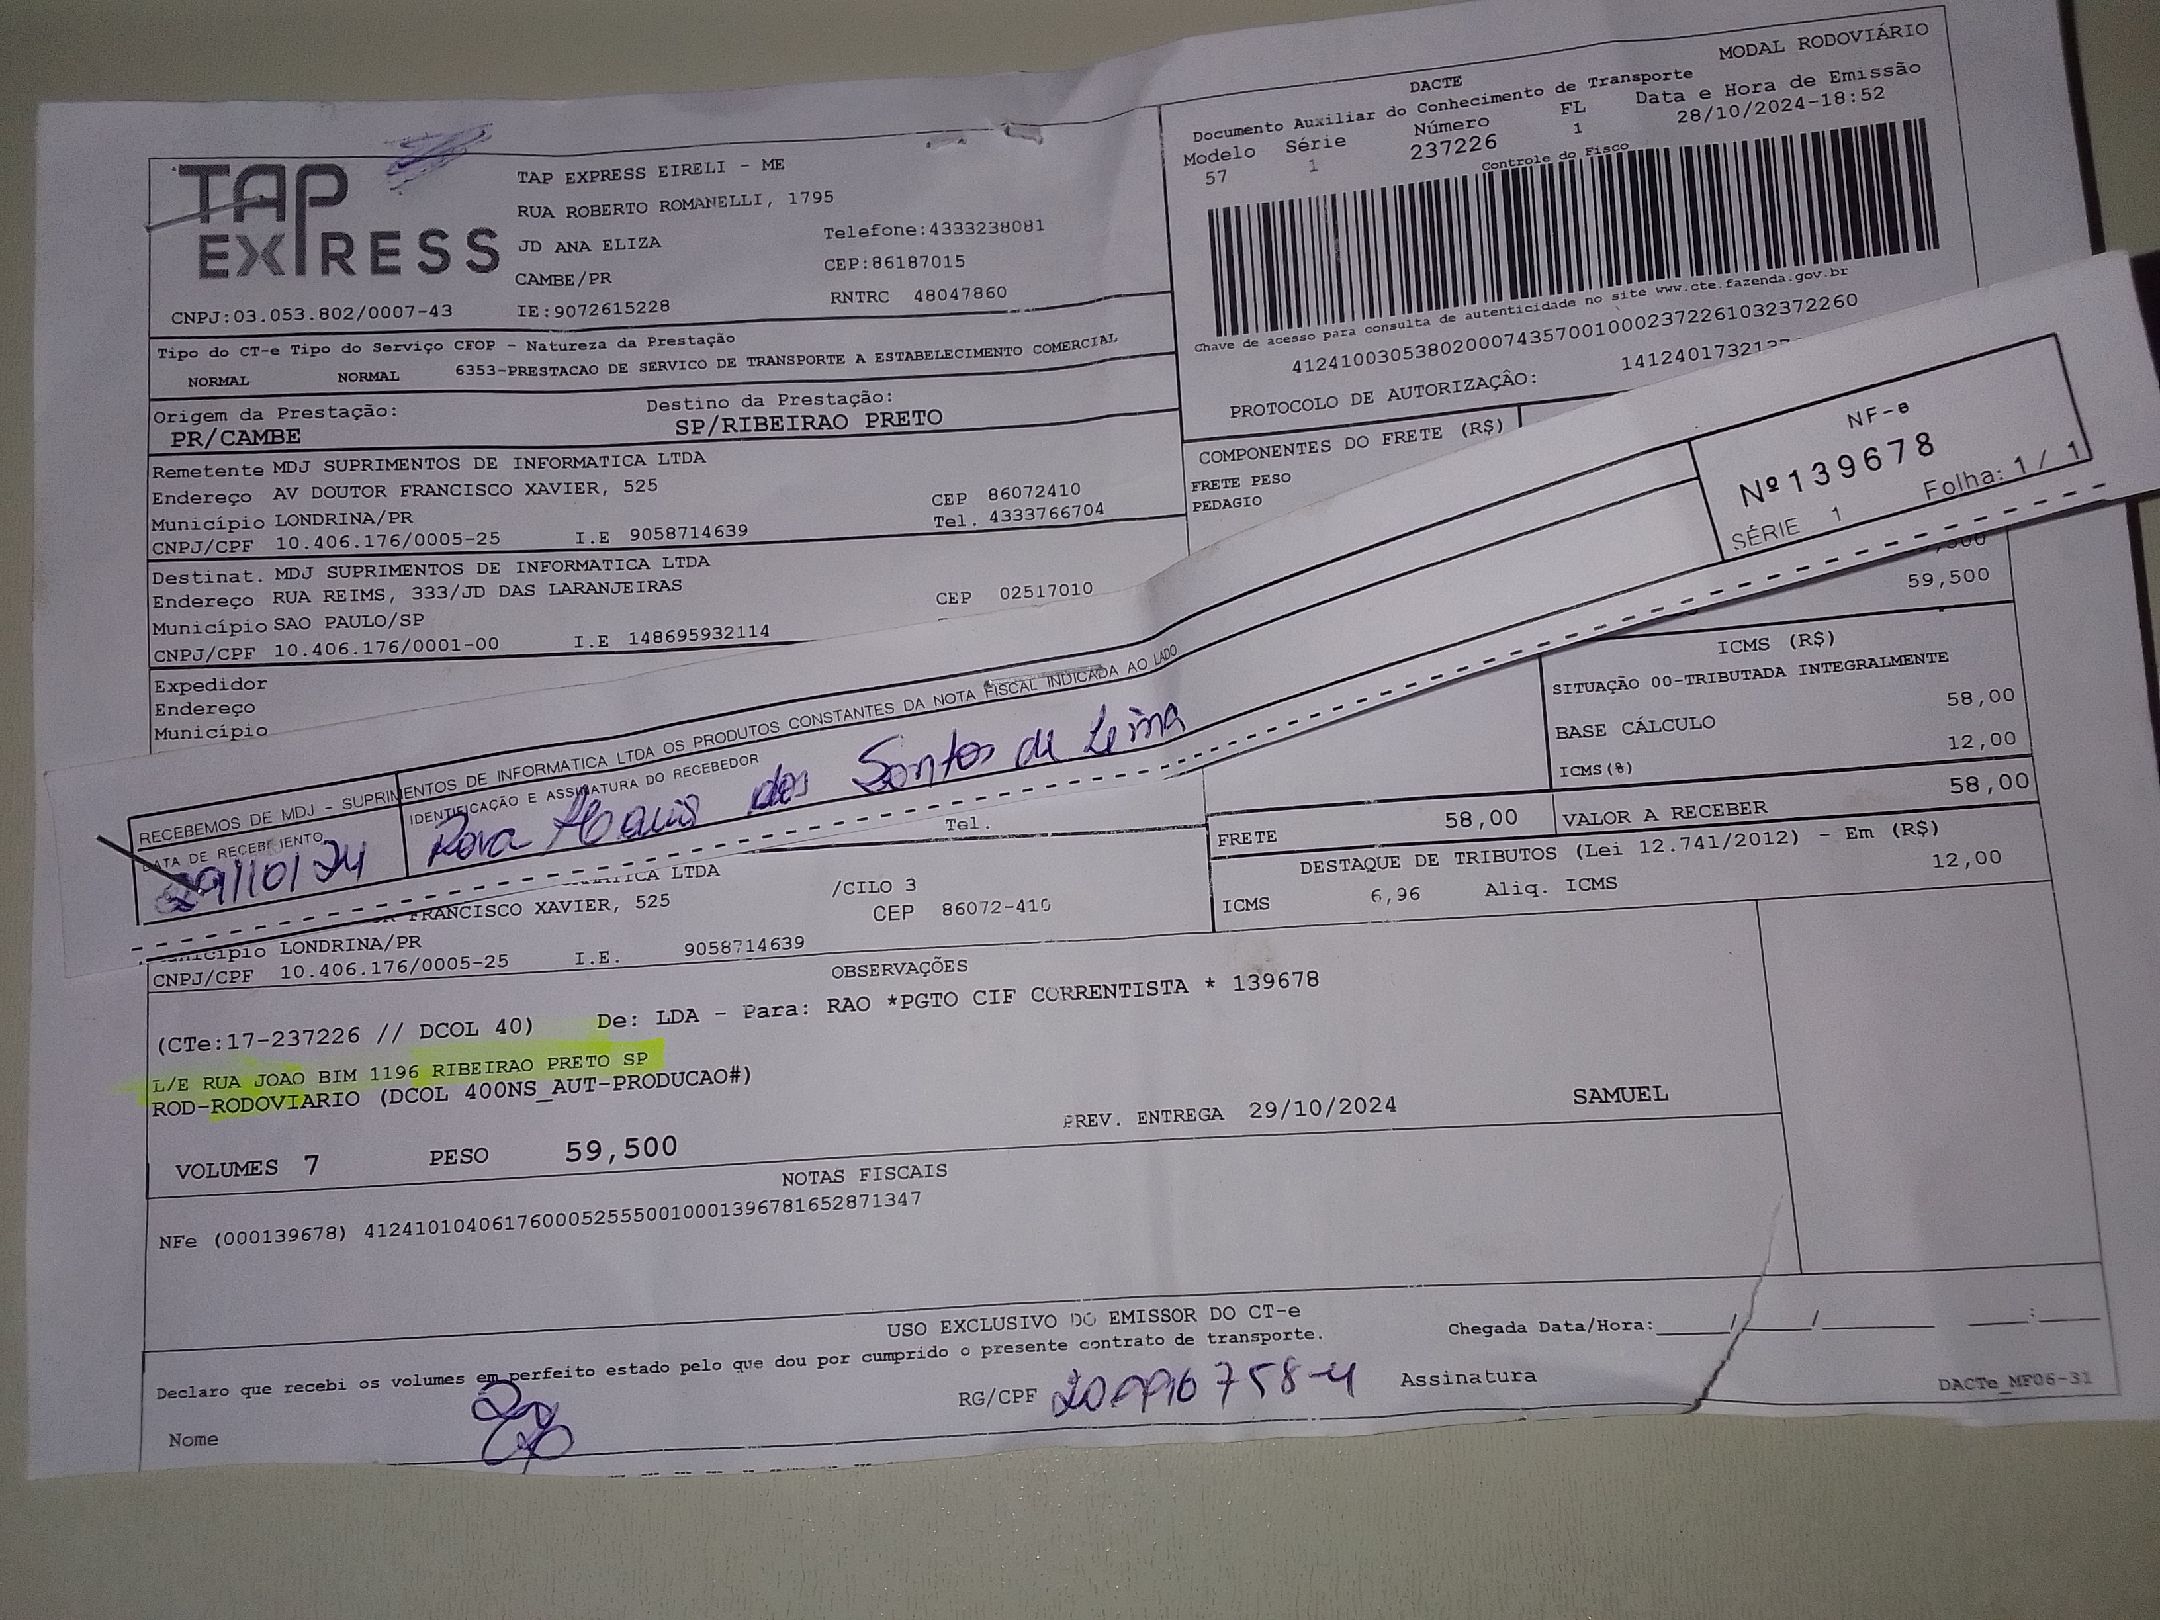 TAP EXPRESS
TAP EXPRESS EIRELI - ME
RUA ROBERTO ROMANELLI, 1795
JD ANA ELIZA Telefone:4333238081
CAMBE/PR CEP:86187015
CNPJ:03.053.802/0007-43 IE:9072615228 RNTRC 48047860
DACTE MODAL RODOVIÁRIO
Documento Auxiliar do Conhecimento de Transporte
Modelo Série Número FL Data e Hora de Emissão
57 1 237226 1 28/10/2024-18:52
Controle do Fisco
Chave de acesso para consulta de autenticidade no site www.cte.fazenda.gov.br
41241003053802000743570010002372261032372260
PROTOCOLO DE AUTORIZAÇÃO:
Tipo do CT-e Tipo do Serviço CFOP - Natureza da Prestação
NORMAL NORMAL 6353-PRESTACAO DE SERVICO DE TRANSPORTE A ESTABELECIMENTO COMERCIAL
Origem da Prestação: Destino da Prestação:
PR/CAMBE SP/RIBEIRAO PRETO
Remetente MDJ SUPRIMENTOS DE INFORMATICA LTDA
Endereço AV DOUTOR FRANCISCO XAVIER, 525 CEP 86072410
Município LONDRINA/PR Tel. 4333766704
CNPJ/CPF 10.406.176/0005-25 I.E 9058714639
Destinat. MDJ SUPRIMENTOS DE INFORMATICA LTDA
Endereço RUA REIMS, 333/JD DAS LARANJEIRAS CEP 02517010
Município SAO PAULO/SP
CNPJ/CPF 10.406.176/0001-00 I.E 148695932114
Expedidor
Endereço
Município
COMPONENTES DO FRETE (R$)
FRETE PESO
PEDAGIO
59,500
NF-e
Nº 139678
SÉRIE 1 Folha: 1 / 1
RECEBEMOS DE MDJ - SUPRIMENTOS DE INFORMATICA LTDA OS PRODUTOS CONSTANTES DA NOTA FISCAL INDICADA AO LADO
DATA DE RECEBIMENTO IDENTIFICAÇÃO E ASSINATURA DO RECEBEDOR
29/10/24 dos Santos de Lima
ICMS (R$)
SITUAÇÃO 00-TRIBUTADA INTEGRALMENTE
BASE CÁLCULO 58,00
ICMS(%) 12,00
FRETE 58,00 VALOR A RECEBER 58,00
DESTAQUE DE TRIBUTOS (Lei 12.741/2012) - Em (R$)
ICMS 6,96 Aliq. ICMS 12,00
Tel.
LTDA /CILO 3
FRANCISCO XAVIER, 525 CEP 86072-410
Município LONDRINA/PR
CNPJ/CPF 10.406.176/0005-25 I.E. 9058714639
OBSERVAÇÕES
(CTe:17-237226 // DCOL 40) De: LDA - Para: RAO *PGTO CIF CORRENTISTA * 139678
L/E RUA JOAO BIM 1196 RIBEIRAO PRETO SP
ROD-RODOVIARIO (DCOL 400NS_AUT-PRODUCAO#)
VOLUMES 7 PESO 59,500 PREV. ENTREGA 29/10/2024 SAMUEL
NOTAS FISCAIS
NFe (000139678) 41241010406176000525550010001396781652871347
USO EXCLUSIVO DO EMISSOR DO CT-e
Declaro que recebi os volumes em perfeito estado pelo que dou por cumprido o presente contrato de transporte. Chegada Data/Hora:____/____/______ ___:____
Nome RG/CPF Assinatura DACTe_MF06-31